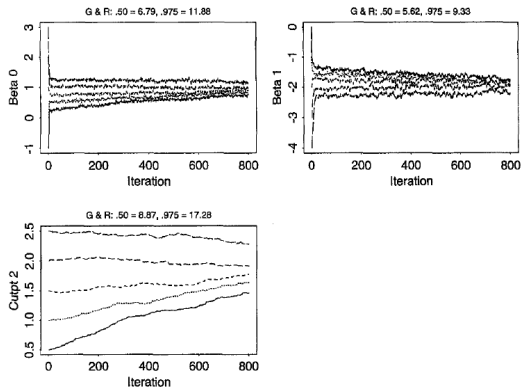 G & R: .50 = 6.79, .975 = 11.88
Beta 0
3
2
1
0
-1
0 200 400 600 800
Iteration
G & R: .50 = 5.62, .975 = 9.33
Beta 1
0
-1
-2
-3
-4
0 200 400 600 800
Iteration
G & R: .50 = 8.87, .975 = 17.28
Cutpt 2
2.5
2.0
1.5
1.0
0.5
0 200 400 600 800
Iteration